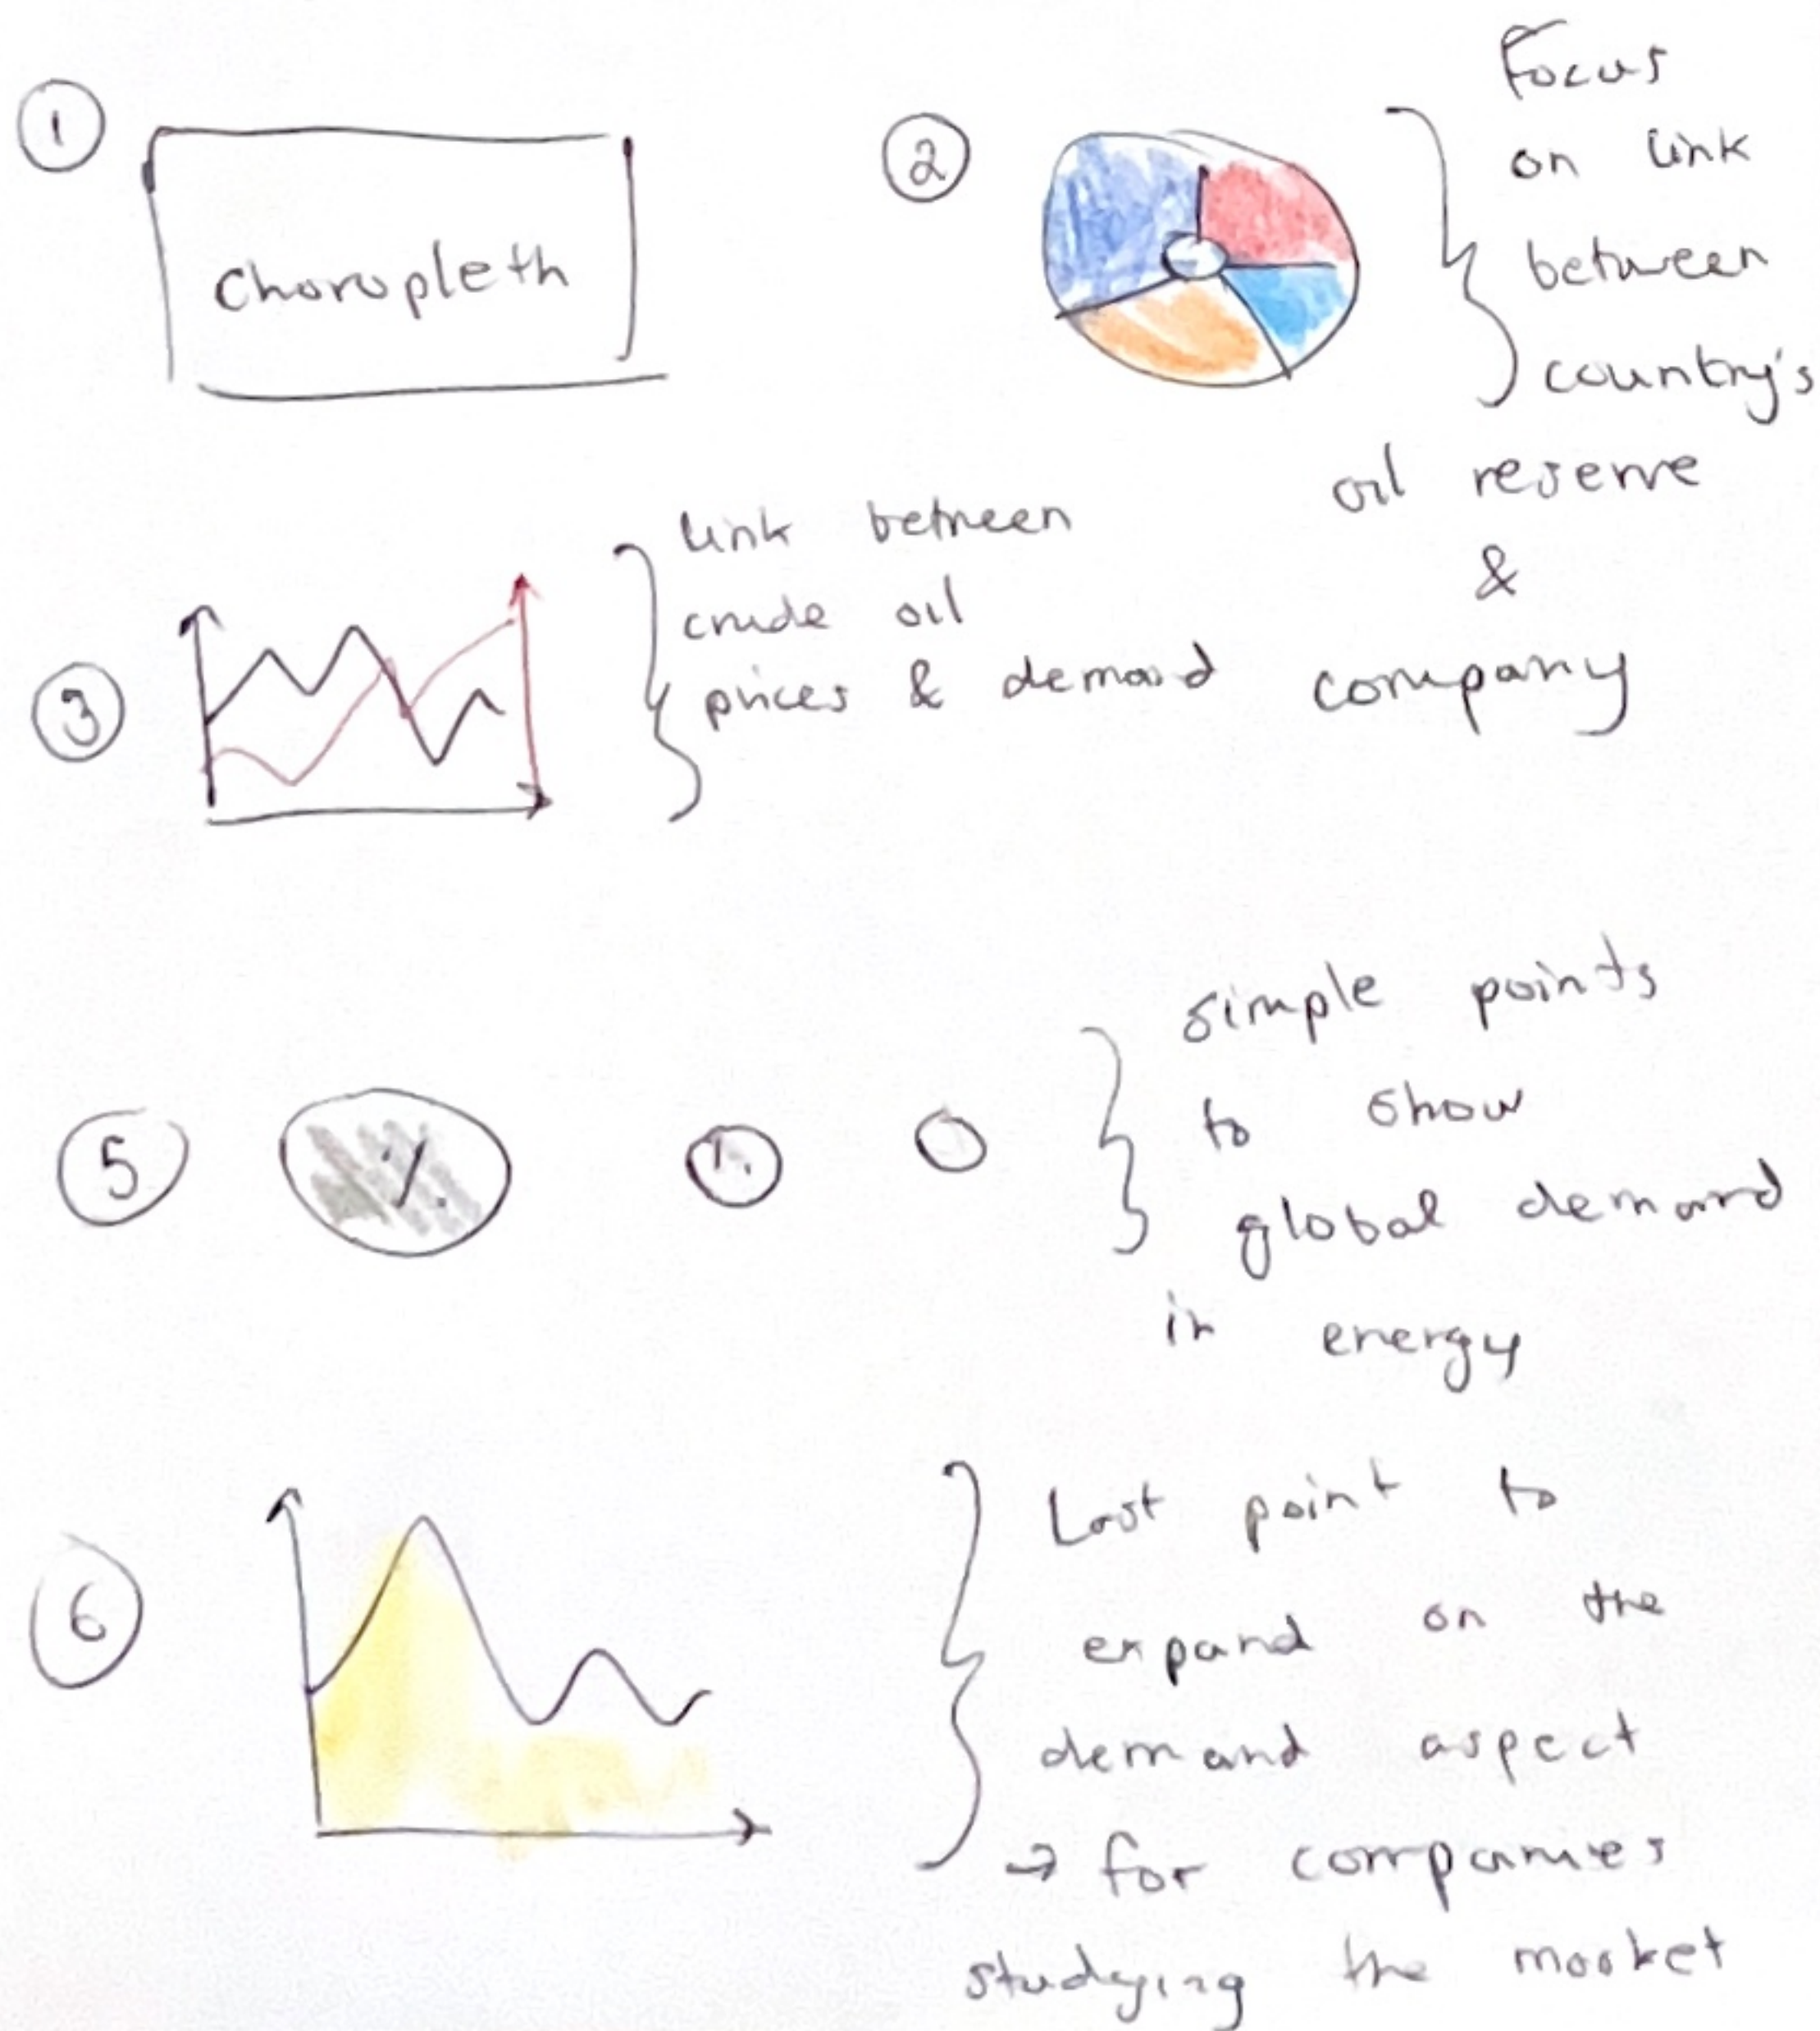 1
Choropleth
2
Focus
on link
between
country's
oil reserve
&
company
3
link between
crude oil
prices & demand
5
%
simple points
to show
global demand
in energy
6
Last point to
expand on the
demand aspect
→ for companies
studying the market